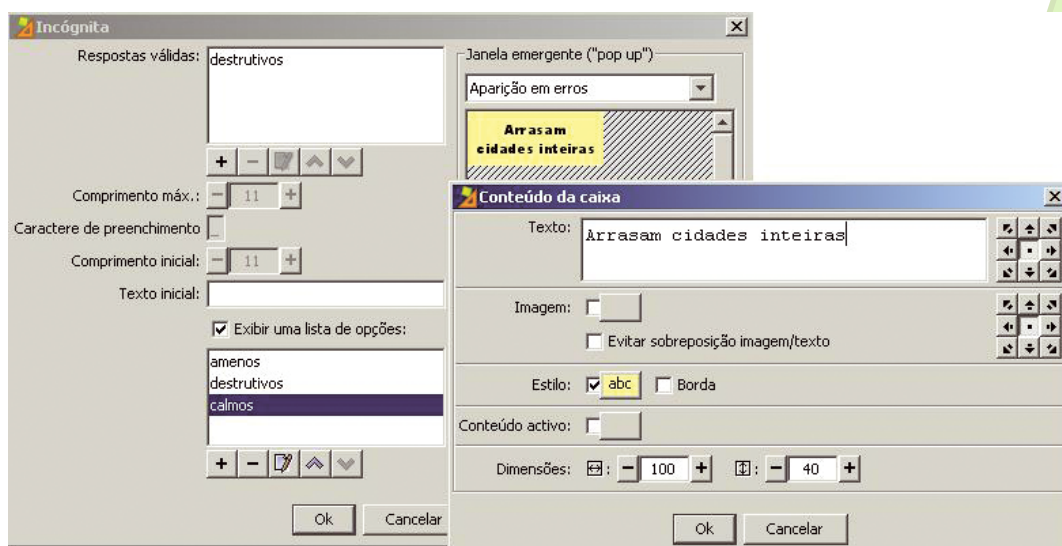 Incógnita
Respostas válidas:
destrutivos
Comprimento máx.: 11
Caractere de preenchimento _
Comprimento inicial: 11
Texto inicial:
Exibir uma lista de opções:
amenos
destrutivos
calmos
Ok Cancelar
Janela emergente ("pop up")
Aparição em erros
Arrasam
cidades inteiras
Conteúdo da caixa
Texto: Arrasam cidades inteiras
Imagem:
Evitar sobreposição imagem/texto
Estilo: abc Borda
Conteúdo activo:
Dimensões: : 100 : 40
Ok Cancelar